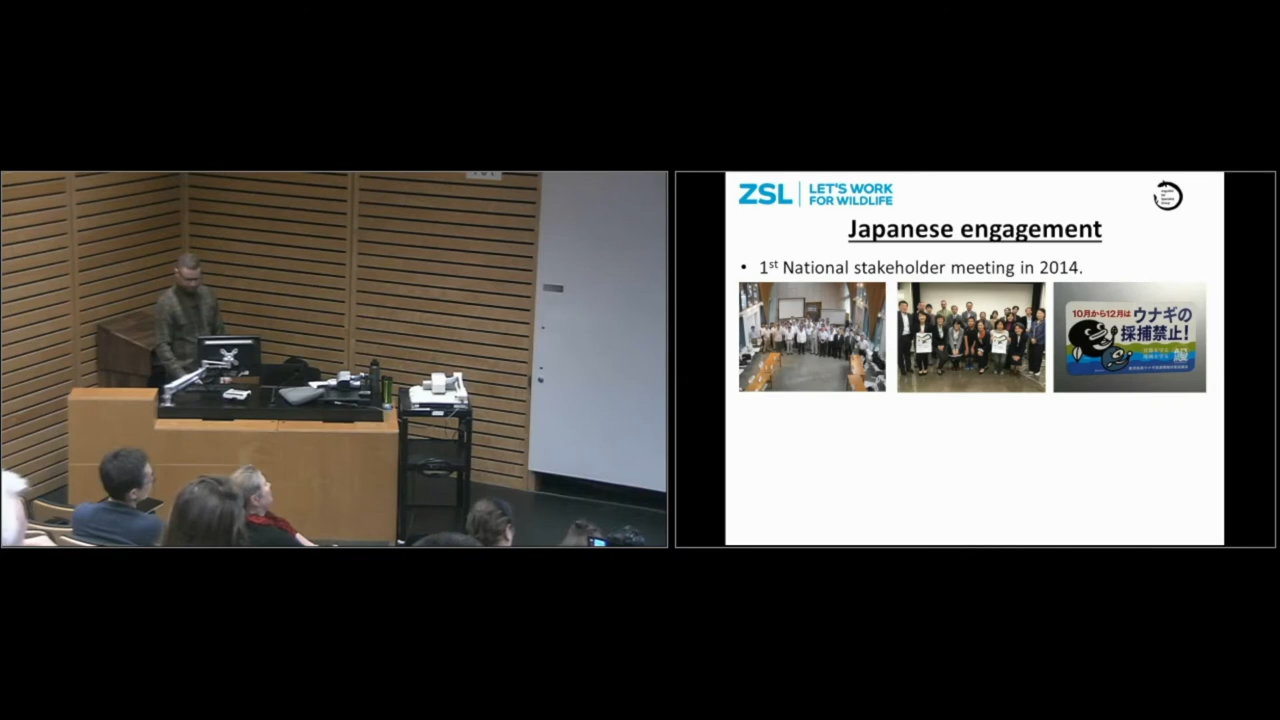 ZSL
LET'S WORK
FOR WILDLIFE
Japanese engagement
• 1st National stakeholder meeting in 2014.
10月から12月は ウナギの
採捕禁止!